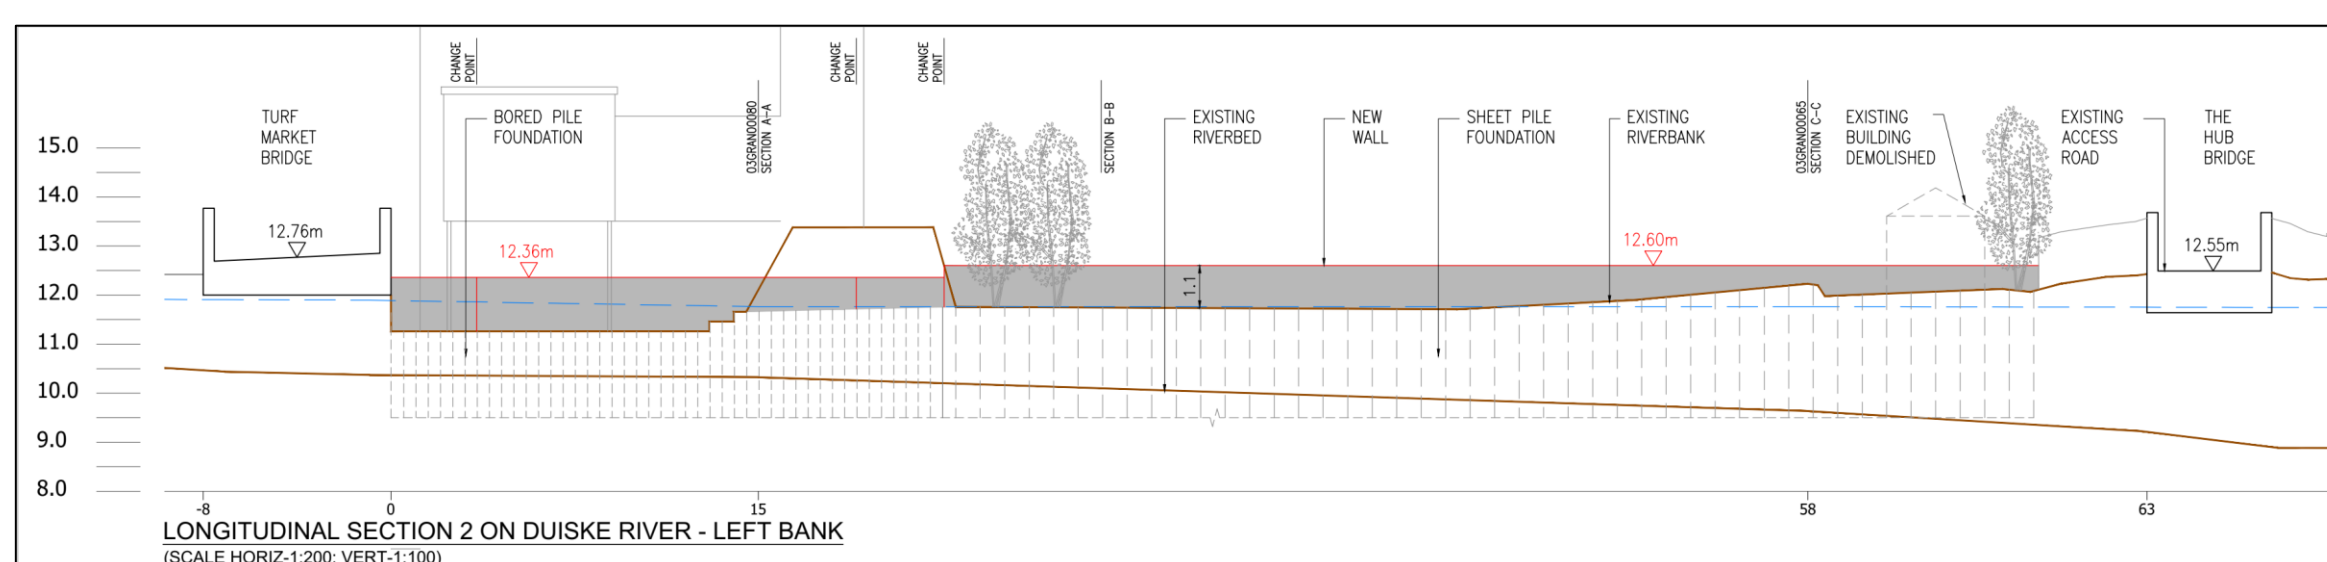 CHANGE
POINT
CHANGE
POINT
CHANGE
POINT
03GRAN00080
SECTION A-A
SECTION B-B
03GRAN00065
SECTION C-C
TURF
MARKET
BRIDGE
BORED PILE
FOUNDATION
EXISTING
RIVERBED
NEW
WALL
SHEET PILE
FOUNDATION
EXISTING
RIVERBANK
EXISTING
BUILDING
DEMOLISHED
EXISTING
ACCESS
ROAD
THE
HUB
BRIDGE
15.0
14.0
13.0
12.0
11.0
10.0
9.0
8.0
12.76m
12.36m
1.1
12.60m
12.55m
-8
0
15
58
63
LONGITUDINAL SECTION 2 ON DUISKE RIVER - LEFT BANK
(SCALE HORIZ-1:200; VERT-1:100)